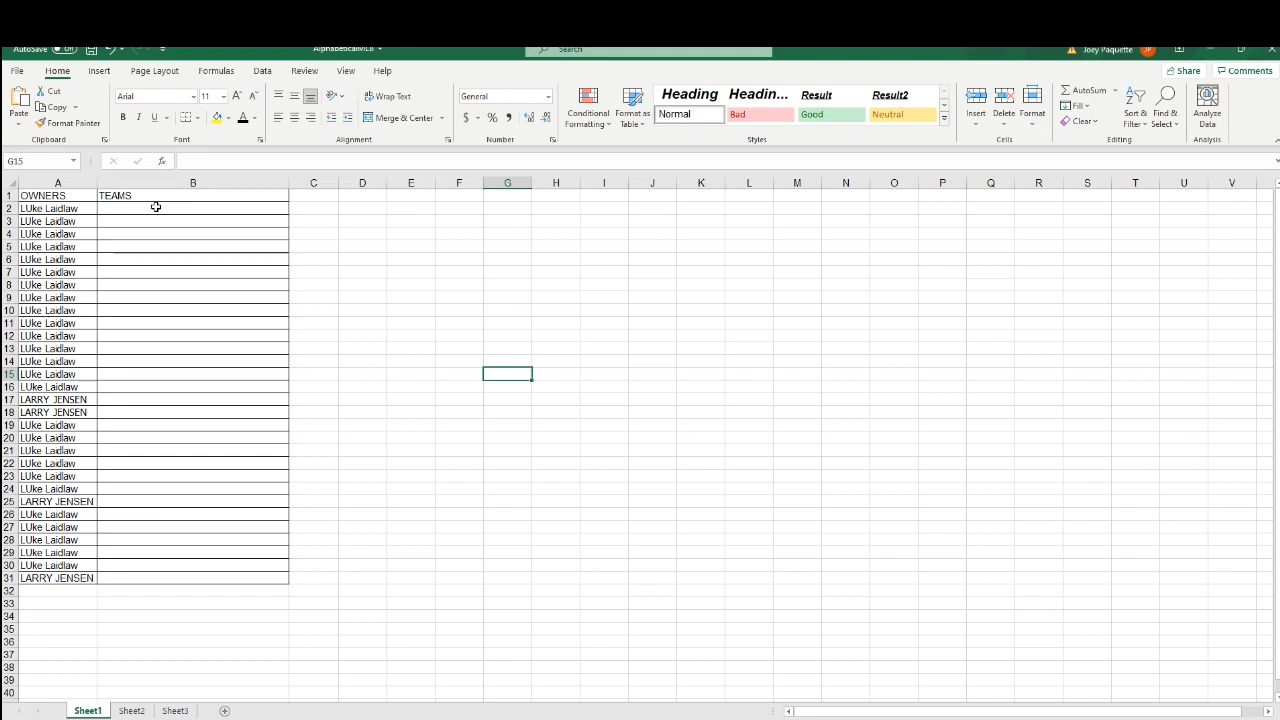 AutoSave Off AlphabeticalMLB Search Joey Paquette JP
File Home Insert Page Layout Formulas Data Review View Help Share Comments
Paste Cut Copy Format Painter Clipboard
Arial 11 B I U A Font
Wrap Text Merge & Center Alignment
General $ % Number
Conditional Formatting Format as Table
Heading Headin... Result Result2
Normal Bad Good Neutral Styles
Insert Delete Format Cells
AutoSum Fill Clear Sort & Filter Find & Select Editing
Analyze Data Analysis
G15 fx
A B C D E F G H I J K L M N O P Q R S T U V
1 OWNERS TEAMS
2 LUke Laidlaw
3 LUke Laidlaw
4 LUke Laidlaw
5 LUke Laidlaw
6 LUke Laidlaw
7 LUke Laidlaw
8 LUke Laidlaw
9 LUke Laidlaw
10 LUke Laidlaw
11 LUke Laidlaw
12 LUke Laidlaw
13 LUke Laidlaw
14 LUke Laidlaw
15 LUke Laidlaw
16 LUke Laidlaw
17 LARRY JENSEN
18 LARRY JENSEN
19 LUke Laidlaw
20 LUke Laidlaw
21 LUke Laidlaw
22 LUke Laidlaw
23 LUke Laidlaw
24 LUke Laidlaw
25 LARRY JENSEN
26 LUke Laidlaw
27 LUke Laidlaw
28 LUke Laidlaw
29 LUke Laidlaw
30 LUke Laidlaw
31 LARRY JENSEN
32
33
34
35
36
37
38
39
40
Sheet1 Sheet2 Sheet3